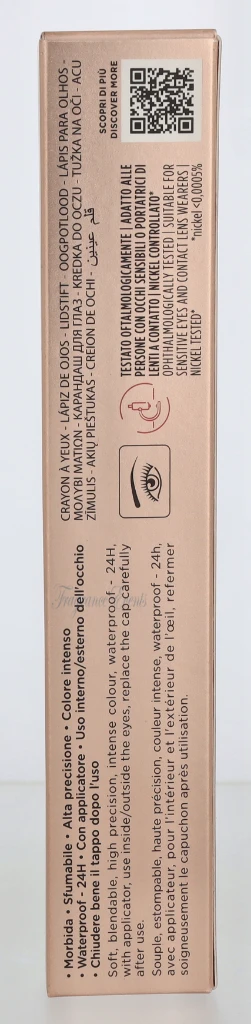 • Morbida • Sfumabile • Alta precisione • Colore intenso
• Waterproof - 24H • Con applicatore • Uso interno/esterno dell'occhio
• Chiudere bene il tappo dopo l'uso
Soft, blendable, high precision, intense colour, waterproof - 24H,
with applicator, use inside/outside the eyes, replace the cap carefully
after use.
Souple, estompable, haute précision, couleur intense, waterproof - 24h,
avec applicateur, pour l'intérieur et l'extérieur de l'œil, refermer
soigneusement le capuchon après utilisation.
CRAYON À YEUX - LÁPIZ DE OJOS - LIDSTIFT - OOGPOTLOOD - LÁPIS PARA OLHOS -
ΜΟΛΥΒΙ ΜΑΤΙΩΝ - КАРАНДАШ ДЛЯ ГЛАЗ - KREDKA DO OCZU - TUŽKA NA OČI - ACU
ZĪMULIS - AKIŲ PIEŠTUKAS - CREION DE OCHI - قلم عينين
SCOPRI DI PIÙ
DISCOVER MORE
TESTATO OFTALMOLOGICAMENTE | ADATTO ALLE
PERSONE CON OCCHI SENSIBILI O PORTATRICI DI
LENTI A CONTATTO | NICKEL CONTROLLATO*
OPHTHALMOLOGICALLY TESTED | SUITABLE FOR
SENSITIVE EYES AND CONTACT LENS WEARERS |
NICKEL TESTED* *nickel <0,0005%